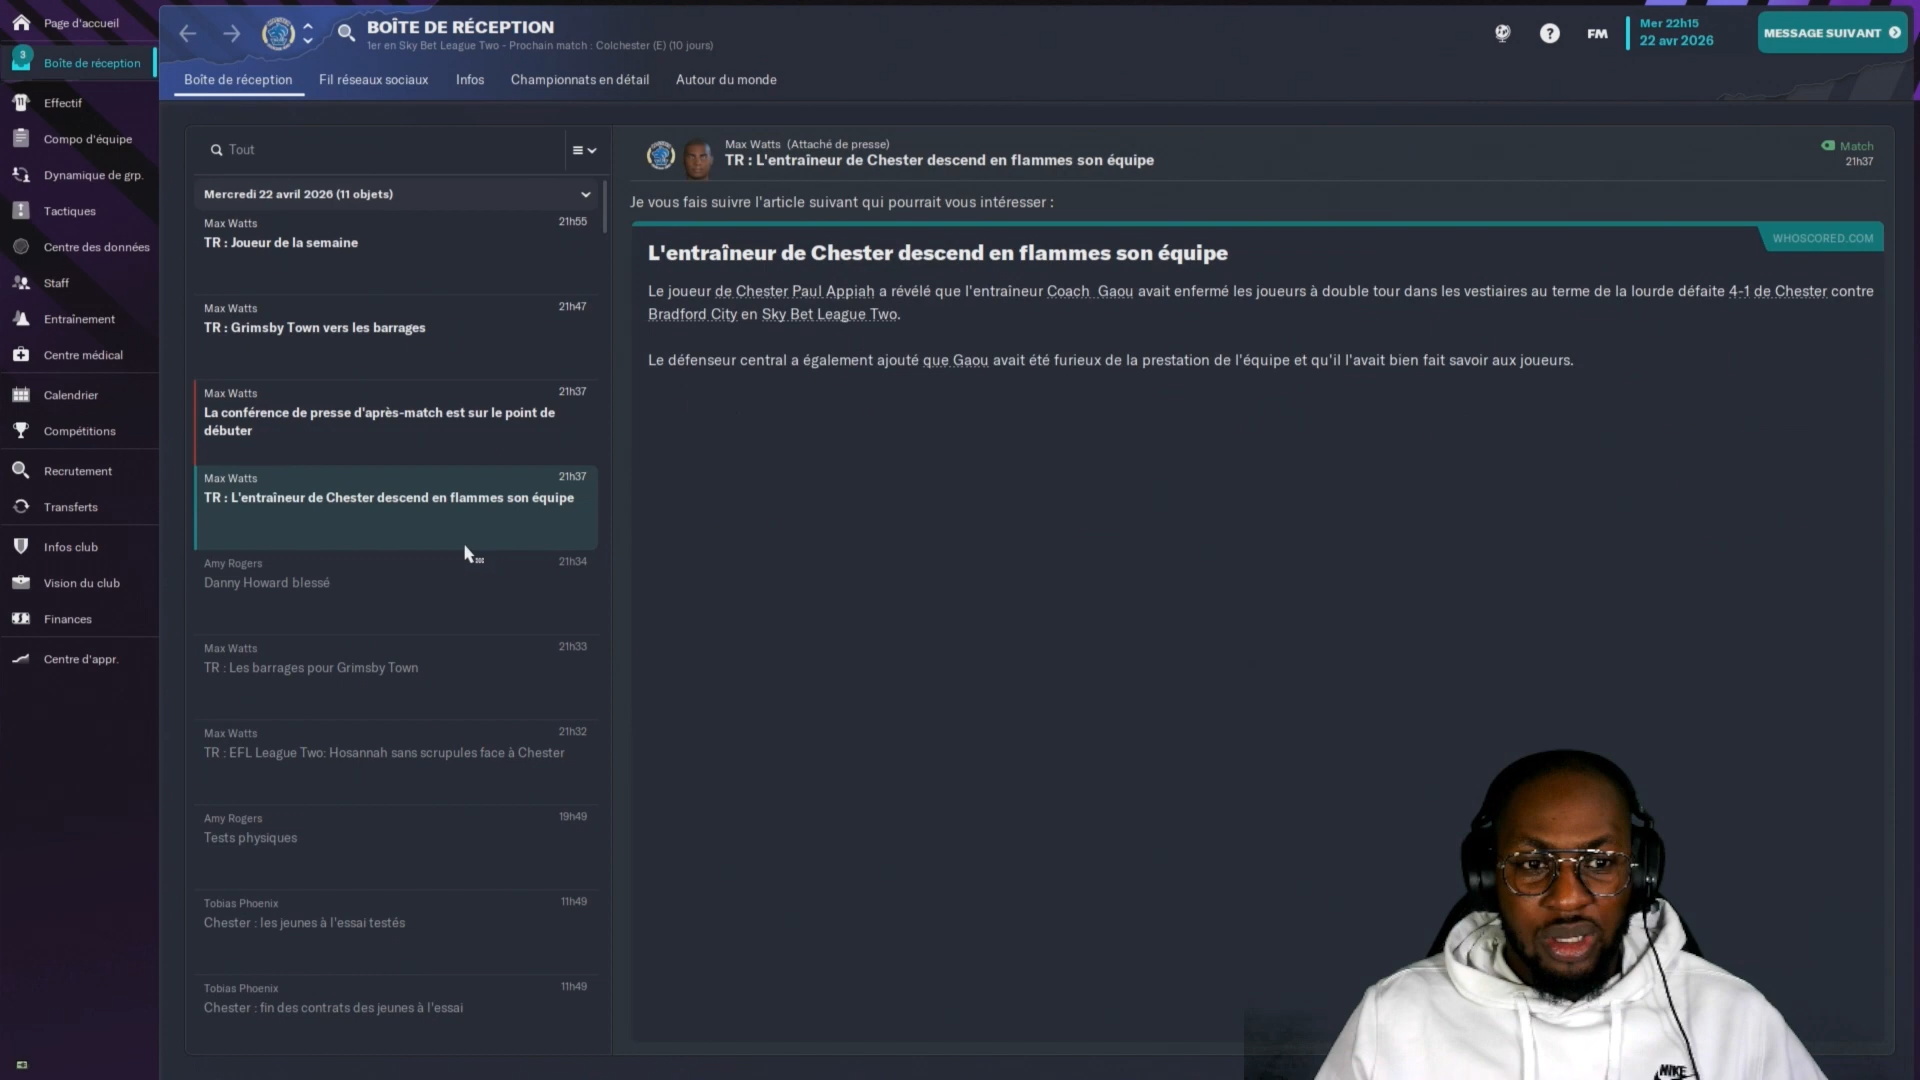 Page d'accueil
3
Boîte de réception
Effectif
Compo d'équipe
Dynamique de grp.
Tactiques
Centre des données
Staff
Entraînement
Centre médical
Calendrier
Compétitions
Recrutement
Transferts
Infos club
Vision du club
Finances
Centre d'appr.
BOÎTE DE RÉCEPTION
1er en Sky Bet League Two - Prochain match : Colchester (E) (10 jours)
FM
Mer 22h15
22 avr 2026
MESSAGE SUIVANT
Boîte de réception
Fil réseaux sociaux
Infos
Championnats en détail
Autour du monde
Tout
Mercredi 22 avril 2026 (11 objets)
Max Watts 21h55
TR : Joueur de la semaine
Max Watts 21h47
TR : Grimsby Town vers les barrages
Max Watts 21h37
La conférence de presse d'après-match est sur le point de
débuter
Max Watts 21h37
TR : L'entraîneur de Chester descend en flammes son équipe
Amy Rogers 21h34
Danny Howard blessé
Max Watts 21h33
TR : Les barrages pour Grimsby Town
Max Watts 21h32
TR : EFL League Two: Hosannah sans scrupules face à Chester
Amy Rogers 19h49
Tests physiques
Tobias Phoenix 11h49
Chester : les jeunes à l'essai testés
Tobias Phoenix 11h49
Chester : fin des contrats des jeunes à l'essai
Max Watts (Attaché de presse)
TR : L'entraîneur de Chester descend en flammes son équipe
Match
21h37
Je vous fais suivre l'article suivant qui pourrait vous intéresser :
WHOSCORED.COM
L'entraîneur de Chester descend en flammes son équipe
Le joueur de Chester Paul Appiah a révélé que l'entraîneur Coach Gaou avait enfermé les joueurs à double tour dans les vestiaires au terme de la lourde défaite 4-1 de Chester contre
Bradford City en Sky Bet League Two.
Le défenseur central a également ajouté que Gaou avait été furieux de la prestation de l'équipe et qu'il l'avait bien fait savoir aux joueurs.
NIKE